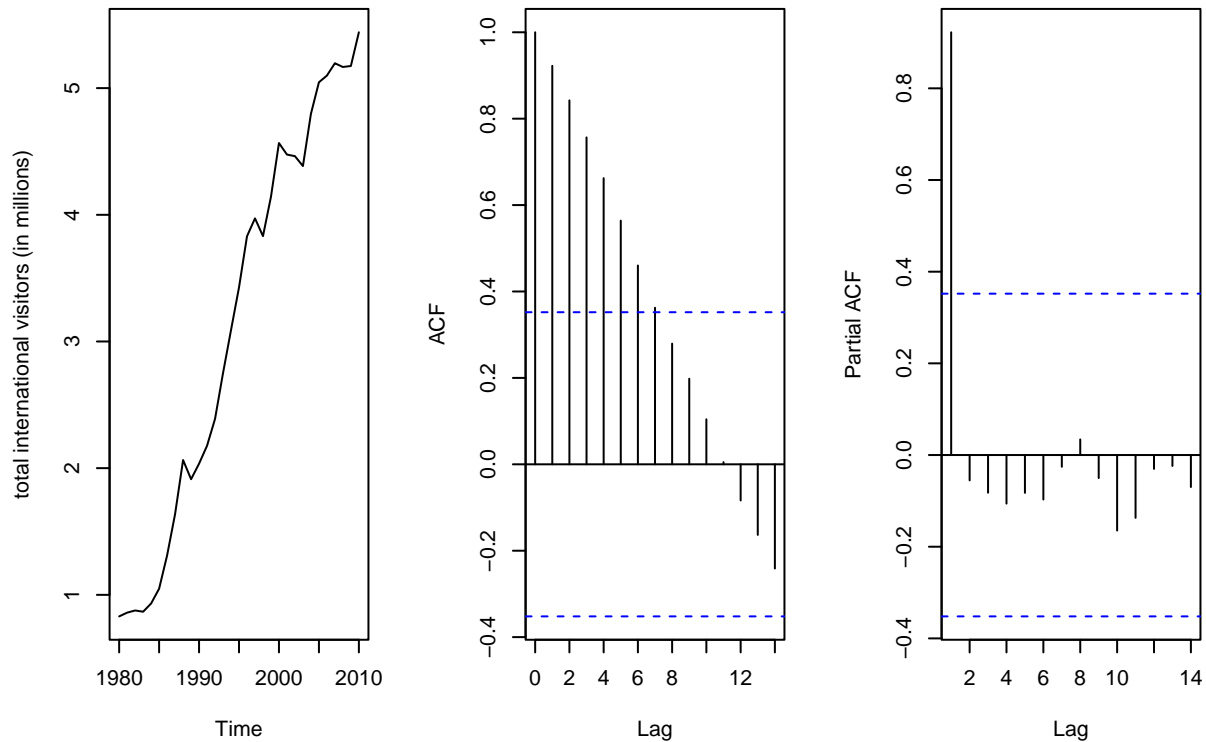 total international visitors (in millions)
5
4
3
2
1
1980 1990 2000 2010
Time
ACF
1.0
0.8
0.6
0.4
0.2
0.0
−0.2
−0.4
0 2 4 6 8 12
Lag
Partial ACF
0.8
0.6
0.4
0.2
0.0
−0.2
−0.4
2 4 6 8 10 14
Lag